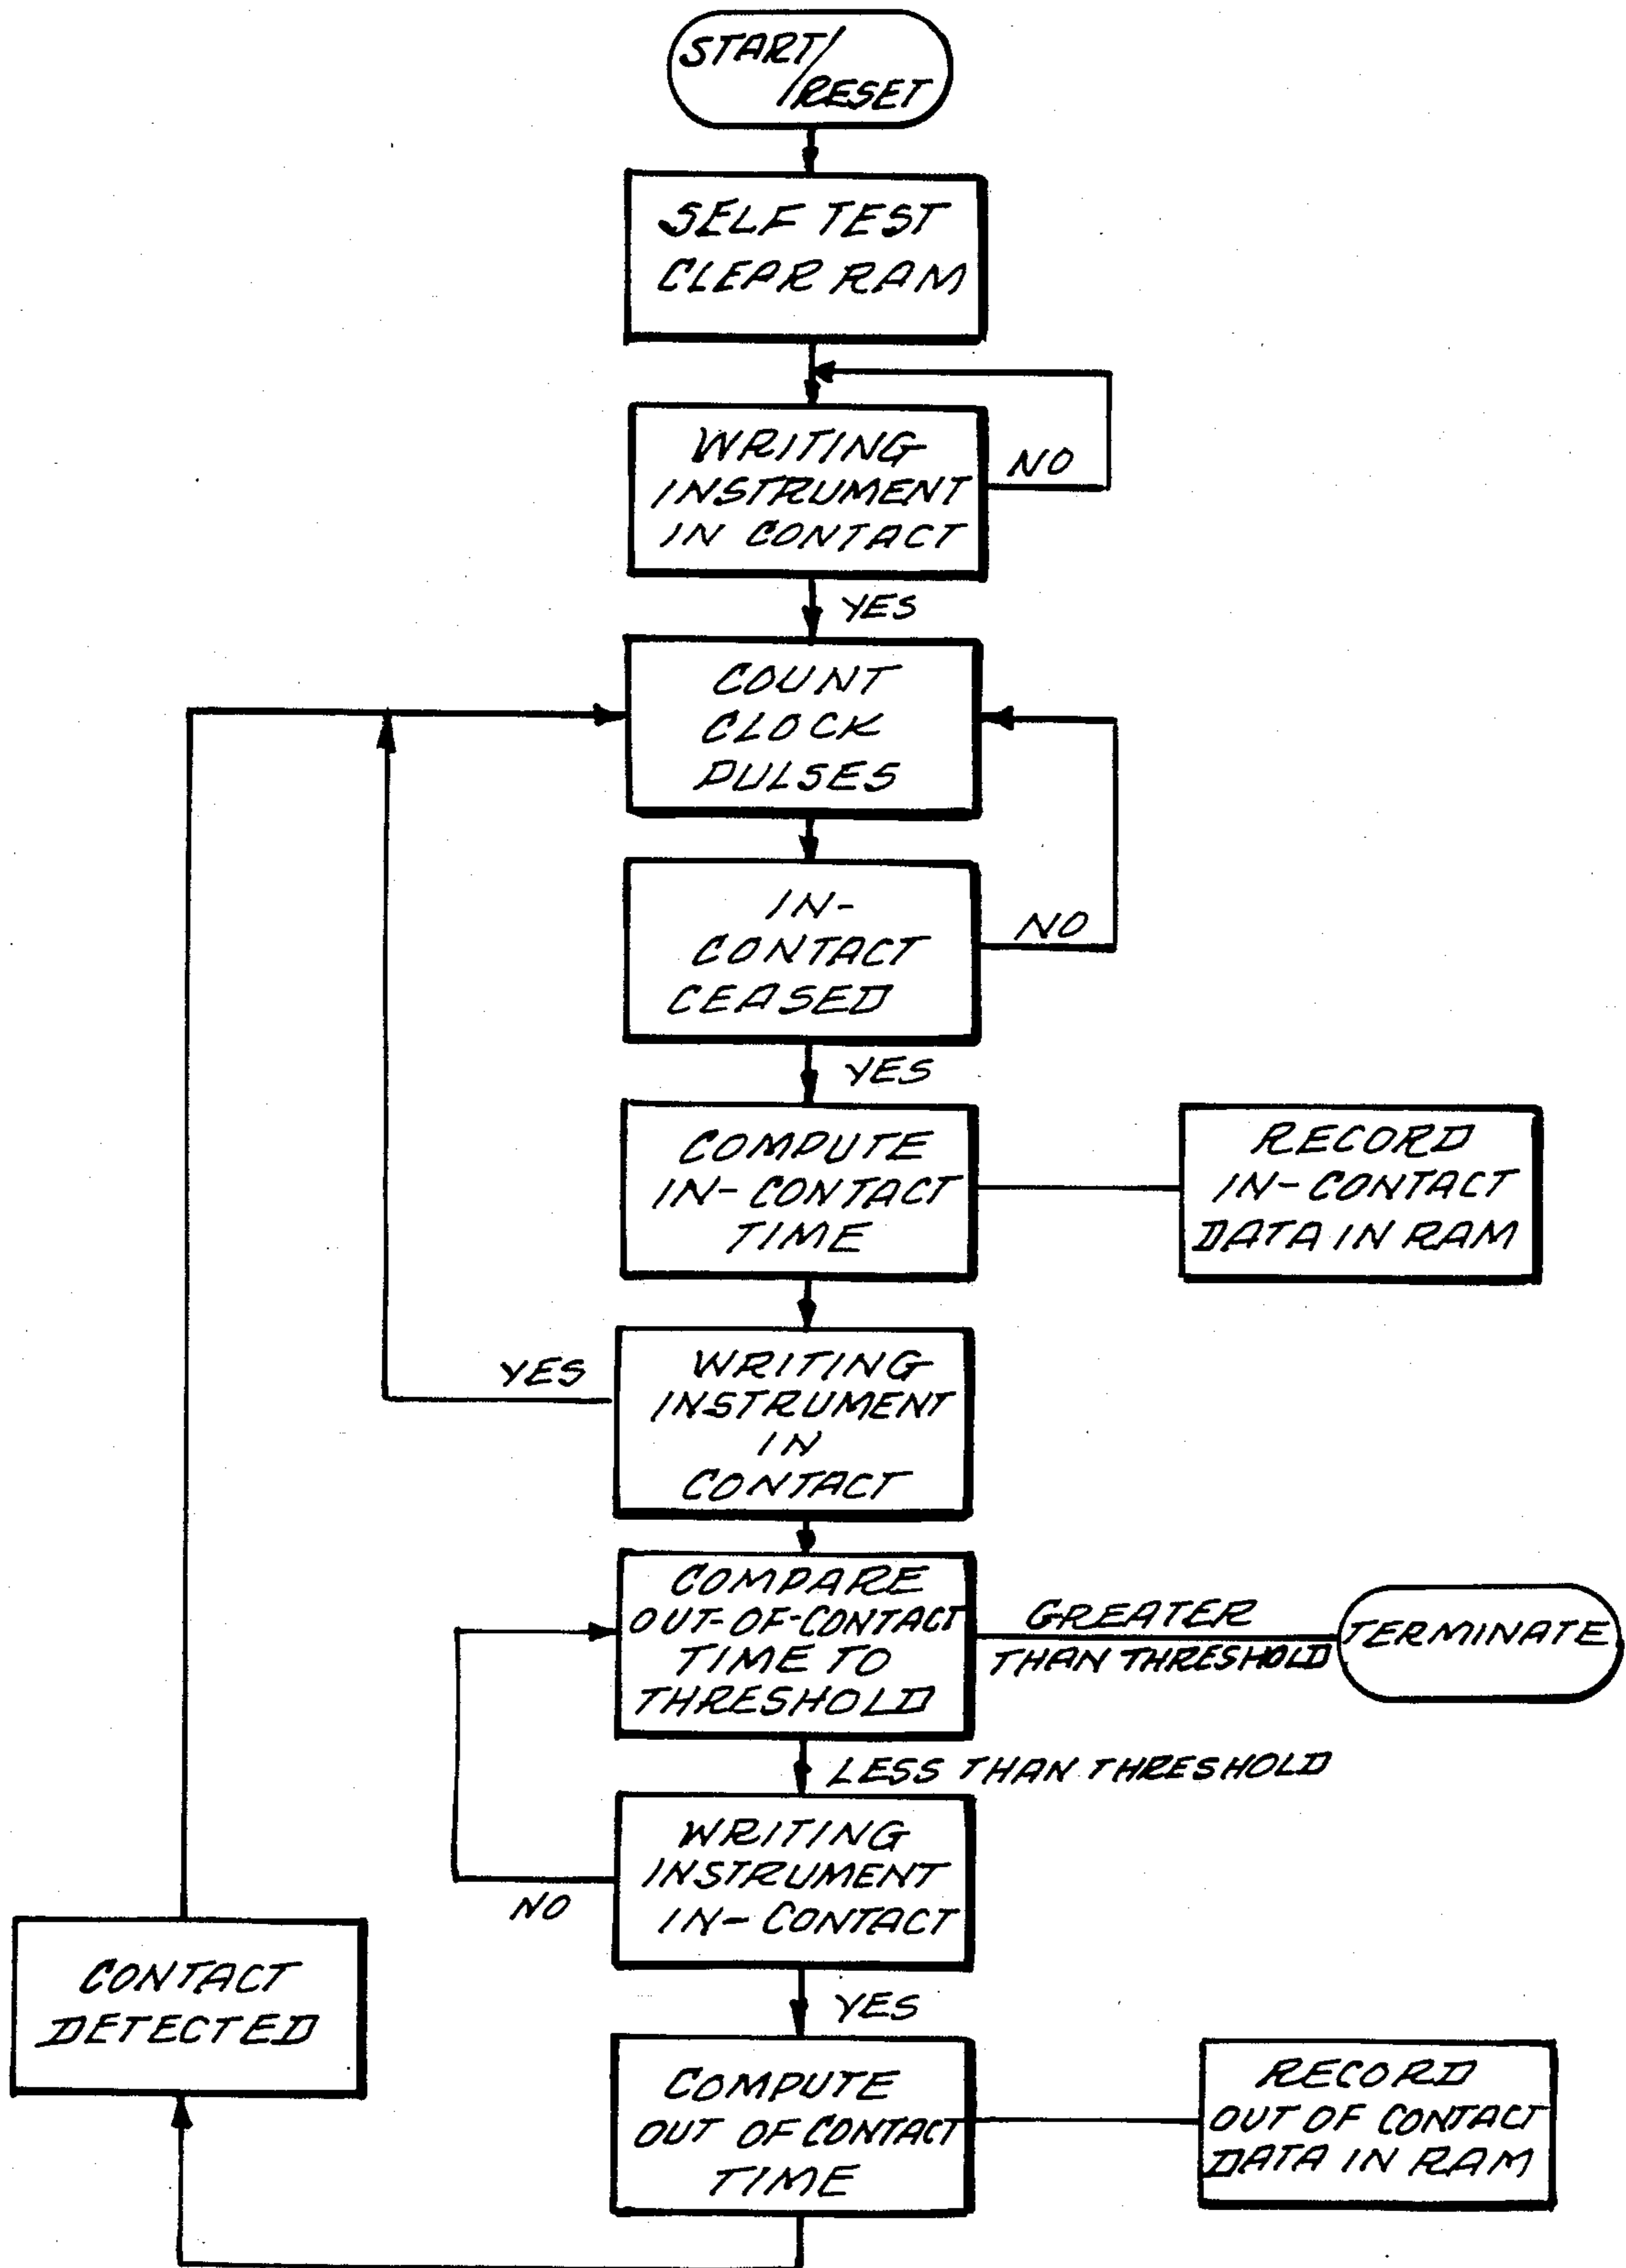 START/
RESET
SELF TEST
CLEAR RAM
WRITING
INSTRUMENT
IN CONTACT
NO
YES
COUNT
CLOCK
PULSES
IN-
CONTACT
CEASED
NO
YES
COMPUTE
IN-CONTACT
TIME
RECORD
IN-CONTACT
DATA IN RAM
WRITING
INSTRUMENT
IN
CONTACT
YES
COMPARE
OUT-OF-CONTACT
TIME TO
THRESHOLD
GREATER
THAN THRESHOLD
TERMINATE
LESS THAN THRESHOLD
WRITING
INSTRUMENT
IN-CONTACT
NO
YES
CONTACT
DETECTED
COMPUTE
OUT OF CONTACT
TIME
RECORD
OUT OF CONTACT
DATA IN RAM